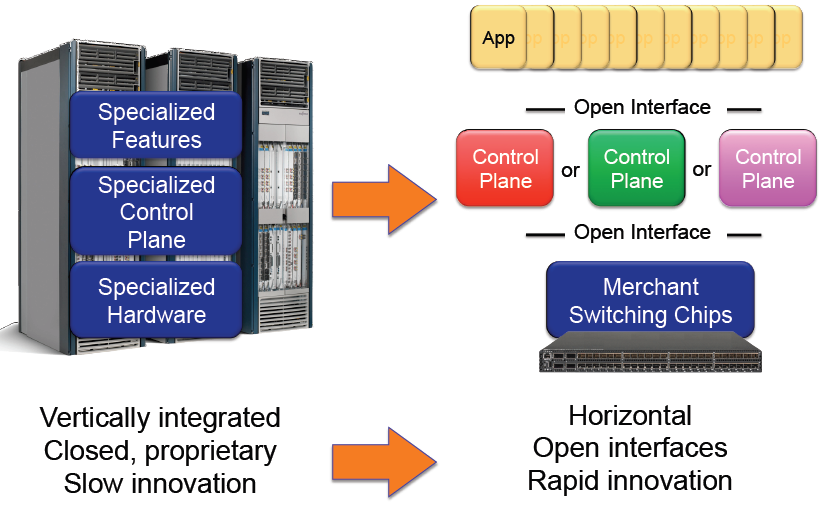 App
Open Interface
Control
Plane
or
Control
Plane
or
Control
Plane
Open Interface
Merchant
Switching Chips
Specialized
Features
Specialized
Control
Plane
Specialized
Hardware
Vertically integrated
Closed, proprietary
Slow innovation
Horizontal
Open interfaces
Rapid innovation